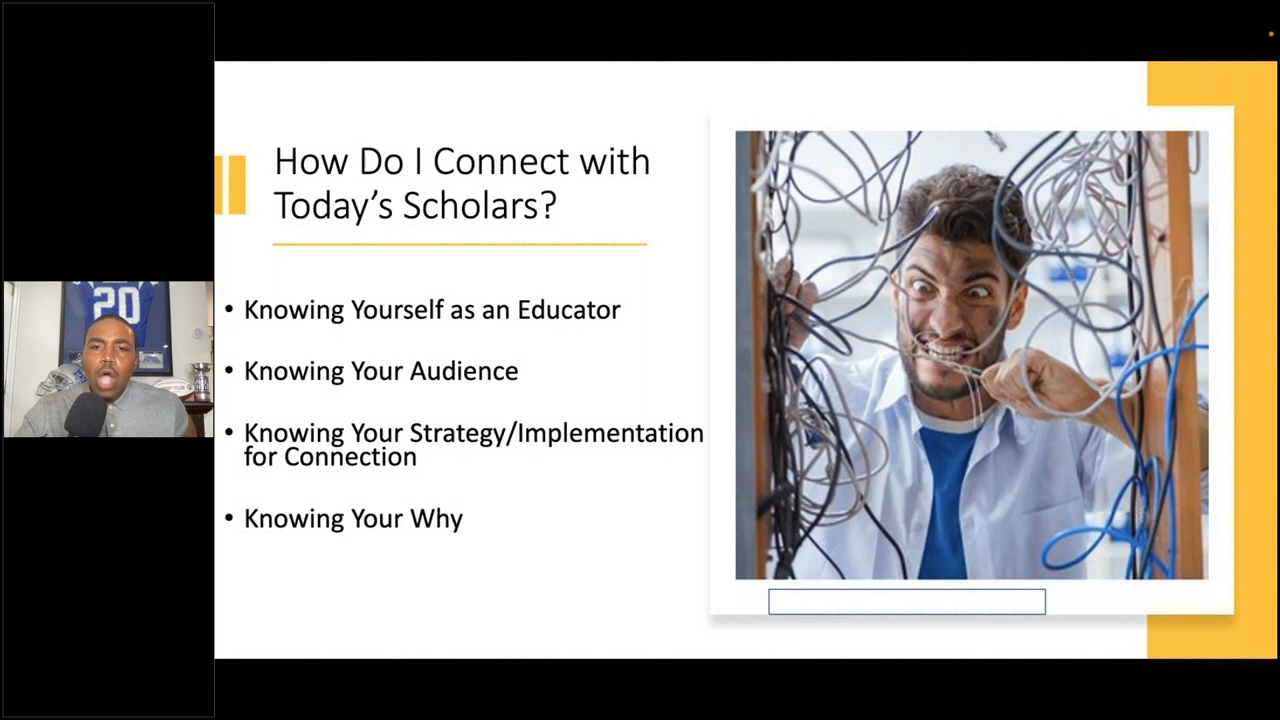 How Do I Connect with
Today's Scholars?
• Knowing Yourself as an Educator
• Knowing Your Audience
• Knowing Your Strategy/Implementation
for Connection
• Knowing Your Why
20